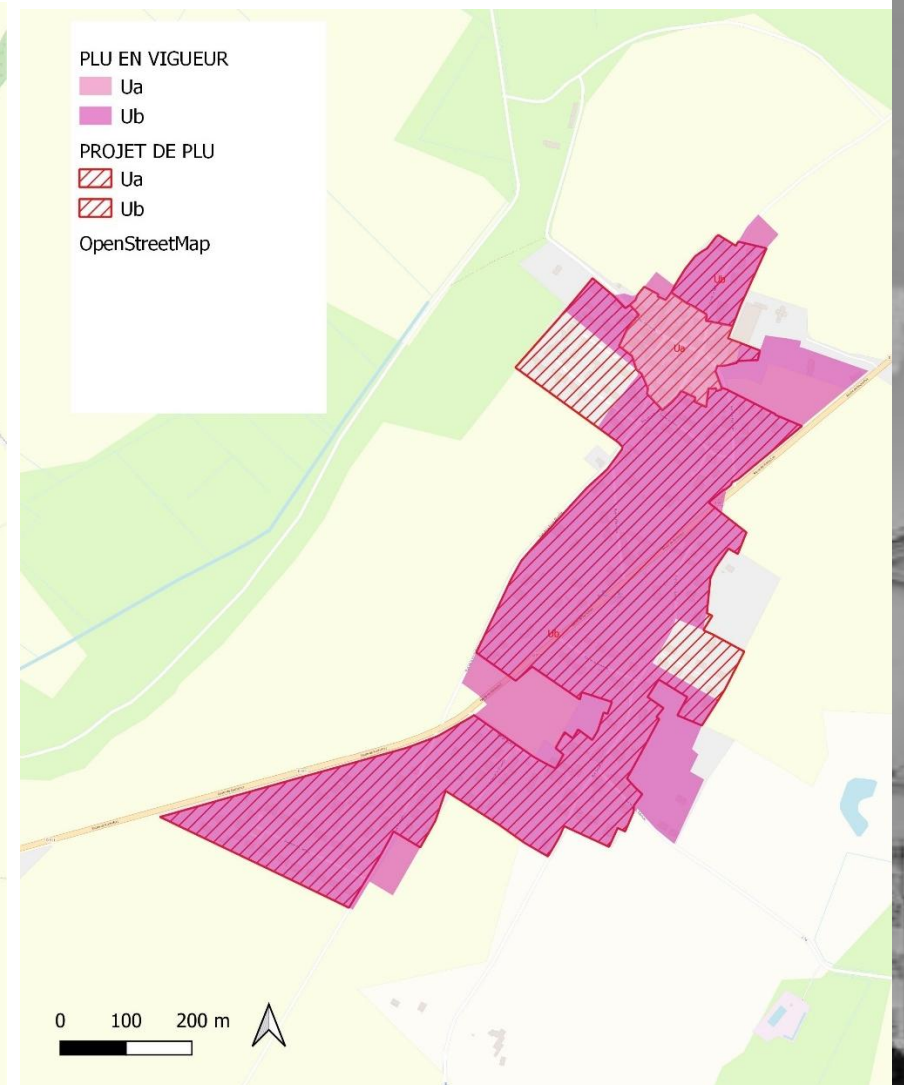 PLU EN VIGUEUR
Ua
Ub
PROJET DE PLU
Ua
Ub
OpenStreetMap
Ub
Ua
Ub
0 100 200 m